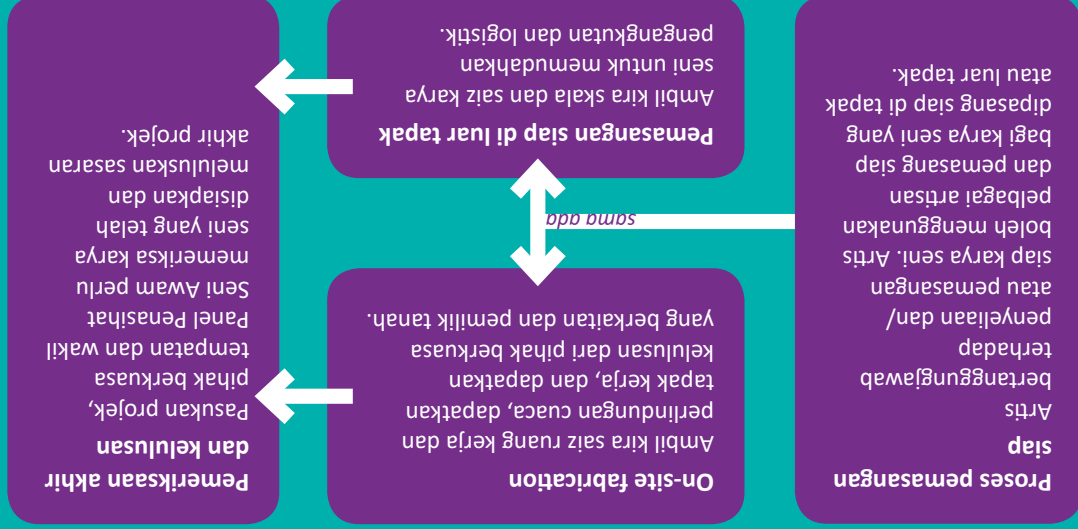 Proses pemasangan
siap
Artis
bertanggungjawab
terhadap
penyeliaan dan/
atau pemasangan
siap karya seni. Artis
boleh menggunakan
pelbagai artisan
dan pemasang siap
bagi karya seni yang
dipasang siap di tapak
atau luar tapak.
sama ada
On-site fabrication
Ambil kira saiz ruang kerja dan
perlindungan cuaca, dapatkan
tapak kerja, dan dapatkan
kelulusan dari pihak berkuasa
yang berkaitan dan pemilik tanah.
Pemasangan siap di luar tapak
Ambil kira skala dan saiz karya
seni untuk memudahkan
pengangkutan dan logistik.
Pemeriksaan akhir
dan kelulusan
Pasukan projek,
pihak berkuasa
tempatan dan wakil
Panel Penasihat
Seni Awam perlu
memeriksa karya
seni yang telah
disiapkan dan
meluluskan sasaran
akhir projek.